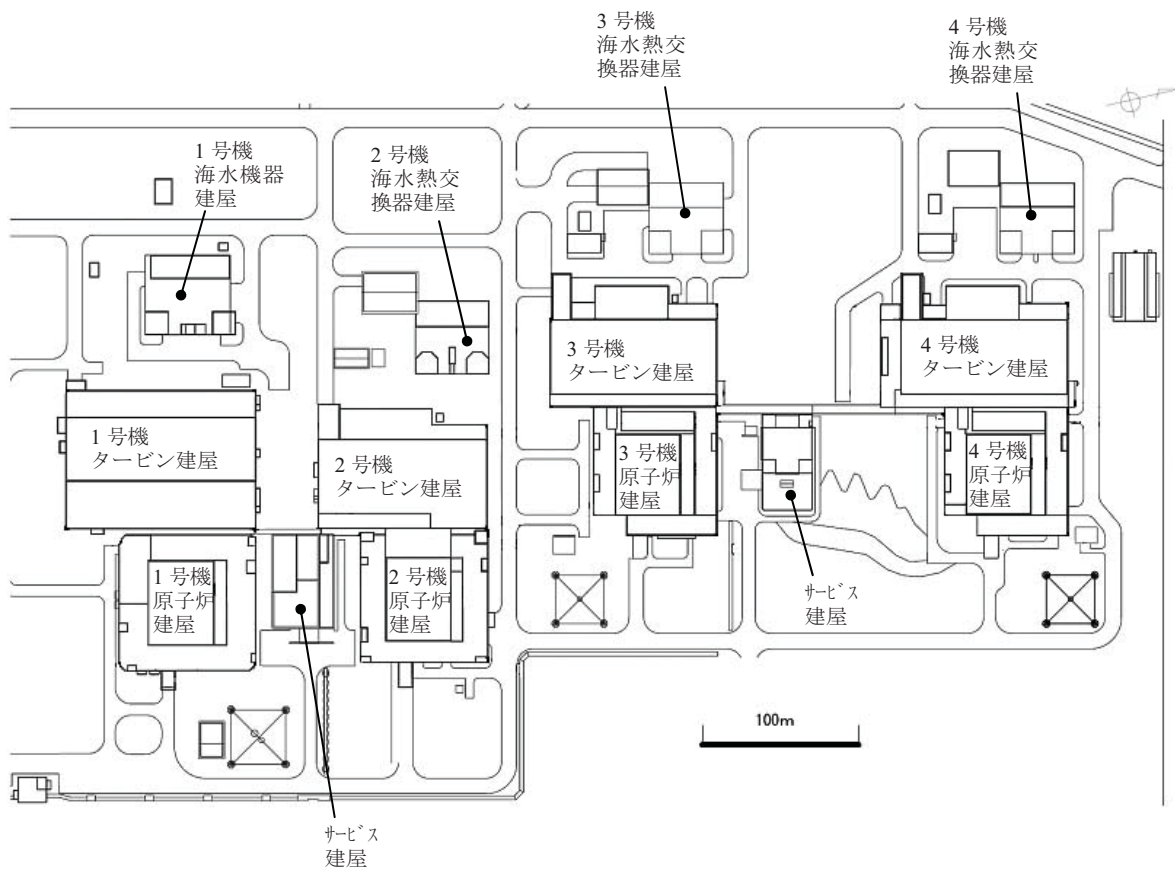 3 号機
海水熱交
換器建屋
4 号機
海水熱交
換器建屋
1 号機
海水機器
建屋
2 号機
海水熱交
換器建屋
3 号機
タービン建屋
4 号機
タービン建屋
1 号機
タービン建屋
2 号機
タービン建屋
3 号機
原子炉
建屋
4 号機
原子炉
建屋
1 号機
原子炉
建屋
2 号機
原子炉
建屋
サービス
建屋
100m
サービス
建屋